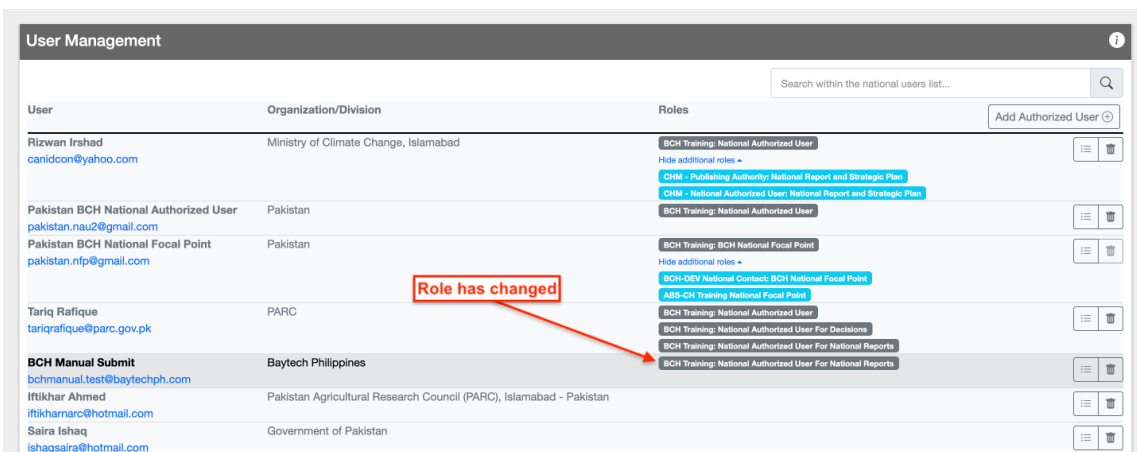 User Management
Search within the national users list...
User Organization/Division Roles Add Authorized User
Rizwan Irshad Ministry of Climate Change, Islamabad BCH Training: National Authorized User
canidcon@yahoo.com Hide additional roles
CHM - Publishing Authority: National Report and Strategic Plan
CHM - National Authorized User: National Report and Strategic Plan
Pakistan BCH National Authorized User Pakistan BCH Training: National Authorized User
pakistan.nau2@gmail.com
Pakistan BCH National Focal Point Pakistan BCH Training: BCH National Focal Point
pakistan.nfp@gmail.com Hide additional roles
BCH-DEV National Contact: BCH National Focal Point
Role has changed
ABS-CH Training National Focal Point
Tariq Rafique PARC BCH Training: National Authorized User
tariqrafique@parc.gov.pk BCH Training: National Authorized User For Decisions
BCH Training: National Authorized User For National Reports
BCH Manual Submit Baytech Philippines BCH Training: National Authorized User For National Reports
bchmanual.test@baytechph.com
Iftikhar Ahmed Pakistan Agricultural Research Council (PARC), Islamabad - Pakistan
iftikharnarc@hotmail.com
Saira Ishaq Government of Pakistan
ishaqsaira@hotmail.com